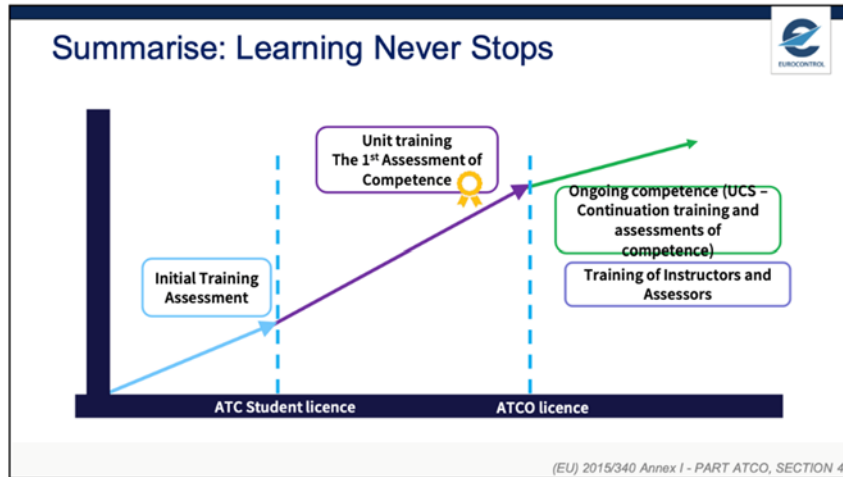 Summarise: Learning Never Stops
EUROCONTROL
Unit training
The 1st Assessment of
Competence
Ongoing competence (UCS –
Continuation training and
assessments of
competence)
Initial Training
Assessment
Training of Instructors and
Assessors
ATC Student licence
ATCO licence
(EU) 2015/340 Annex I - PART ATCO, SECTION 4